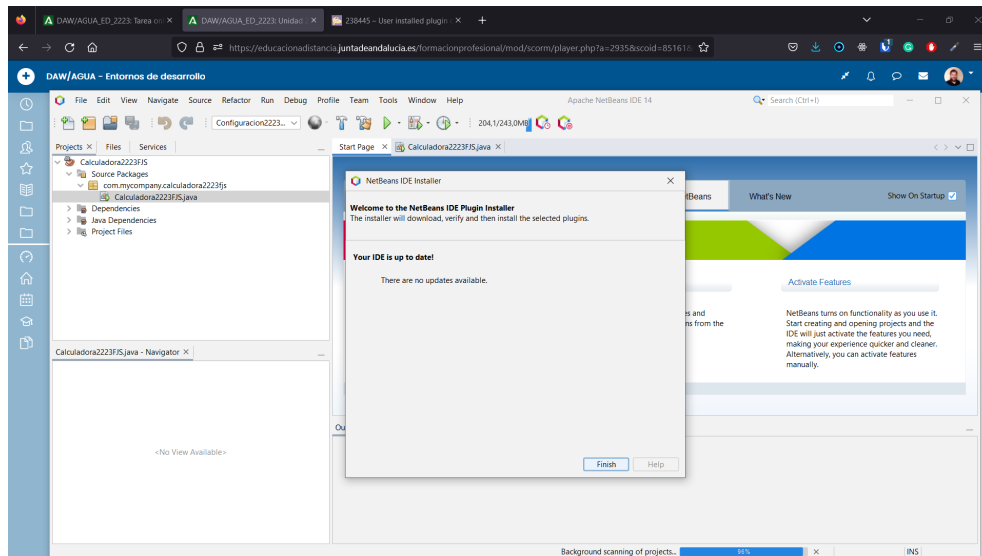 DAW/AGUA_ED_2223: Tarea on
DAW/AGUA_ED_2223: Unidad
238445 – User installed plugin
https://educacionadistancia.juntadeandalucia.es/formacionprofesional/mod/scorm/player.php?a=2935&scoid=85161
DAW/AGUA - Entornos de desarrollo
File Edit View Navigate Source Refactor Run Debug Profile Team Tools Window Help
Apache NetBeans IDE 14
Search (Ctrl+I)
Configuracion2223...
204,1/243,0MB
Projects Files Services
Start Page Calculadora2223FJS.java
Calculadora2223FJS
Source Packages
com.mycompany.calculadora2223fjs
Calculadora2223FJS.java
Dependencies
Java Dependencies
Project Files
NetBeans IDE Installer
Welcome to the NetBeans IDE Plugin Installer
The installer will download, verify and then install the selected plugins.
Your IDE is up to date!
There are no updates available.
Finish Help
tBeans
What's New
Show On Startup
Activate Features
es and
ns from the
NetBeans turns on functionality as you use it.
Start creating and opening projects and the
IDE will just activate the features you need,
making your experience quicker and cleaner.
Alternatively, you can activate features
manually.
Calculadora2223FJS.java - Navigator
<No View Available>
Ou
Background scanning of projects...
96%
INS